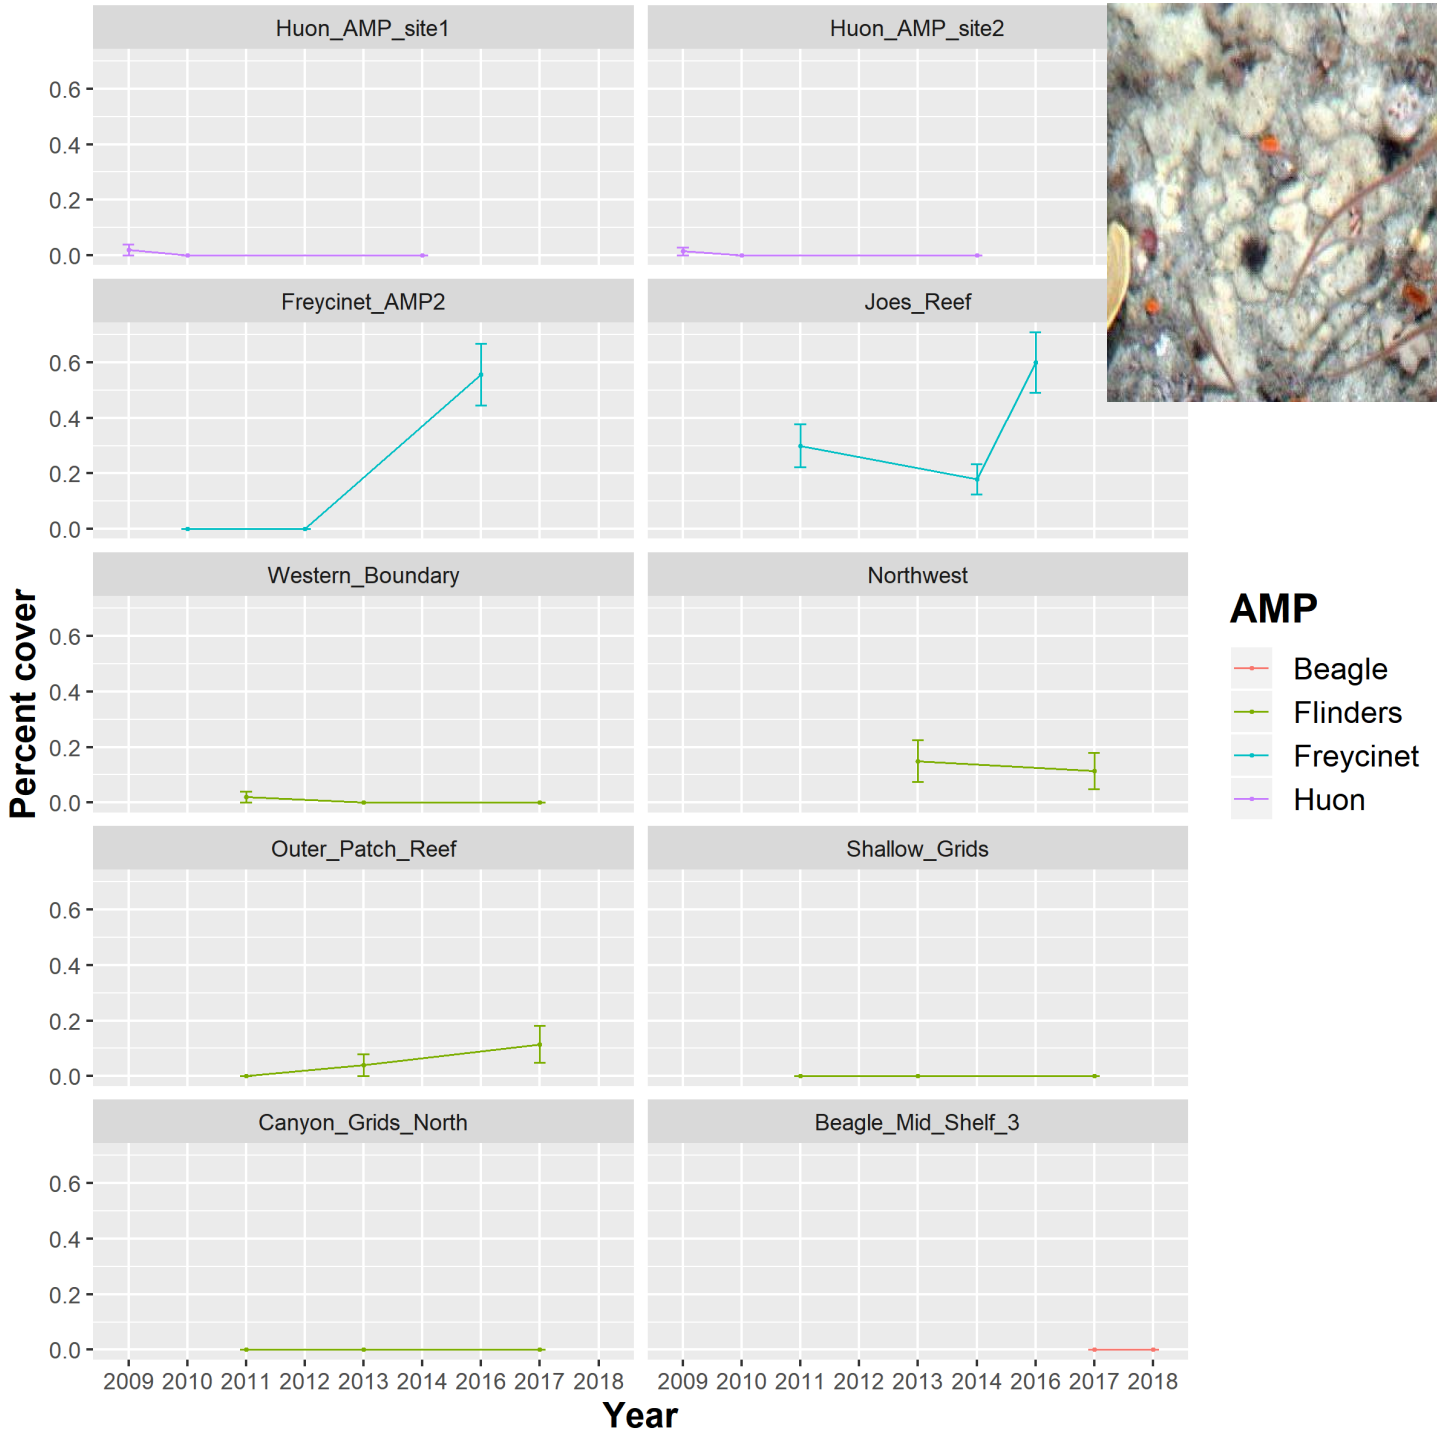 Huon_AMP_site1
Huon_AMP_site2
0.6
0.4
0.2
0.0
Freycinet_AMP2
Joes_Reef
0.6
0.4
0.2
0.0
Western_Boundary
Northwest
0.6
0.4
0.2
0.0
Outer_Patch_Reef
Shallow_Grids
0.6
0.4
0.2
0.0
Canyon_Grids_North
Beagle_Mid_Shelf_3
0.6
0.4
0.2
0.0
2009 2010 2011 2012 2013 2014 2016 2017 2018
2009 2010 2011 2012 2013 2014 2016 2017 2018
Year
Percent cover
AMP
Beagle
Flinders
Freycinet
Huon